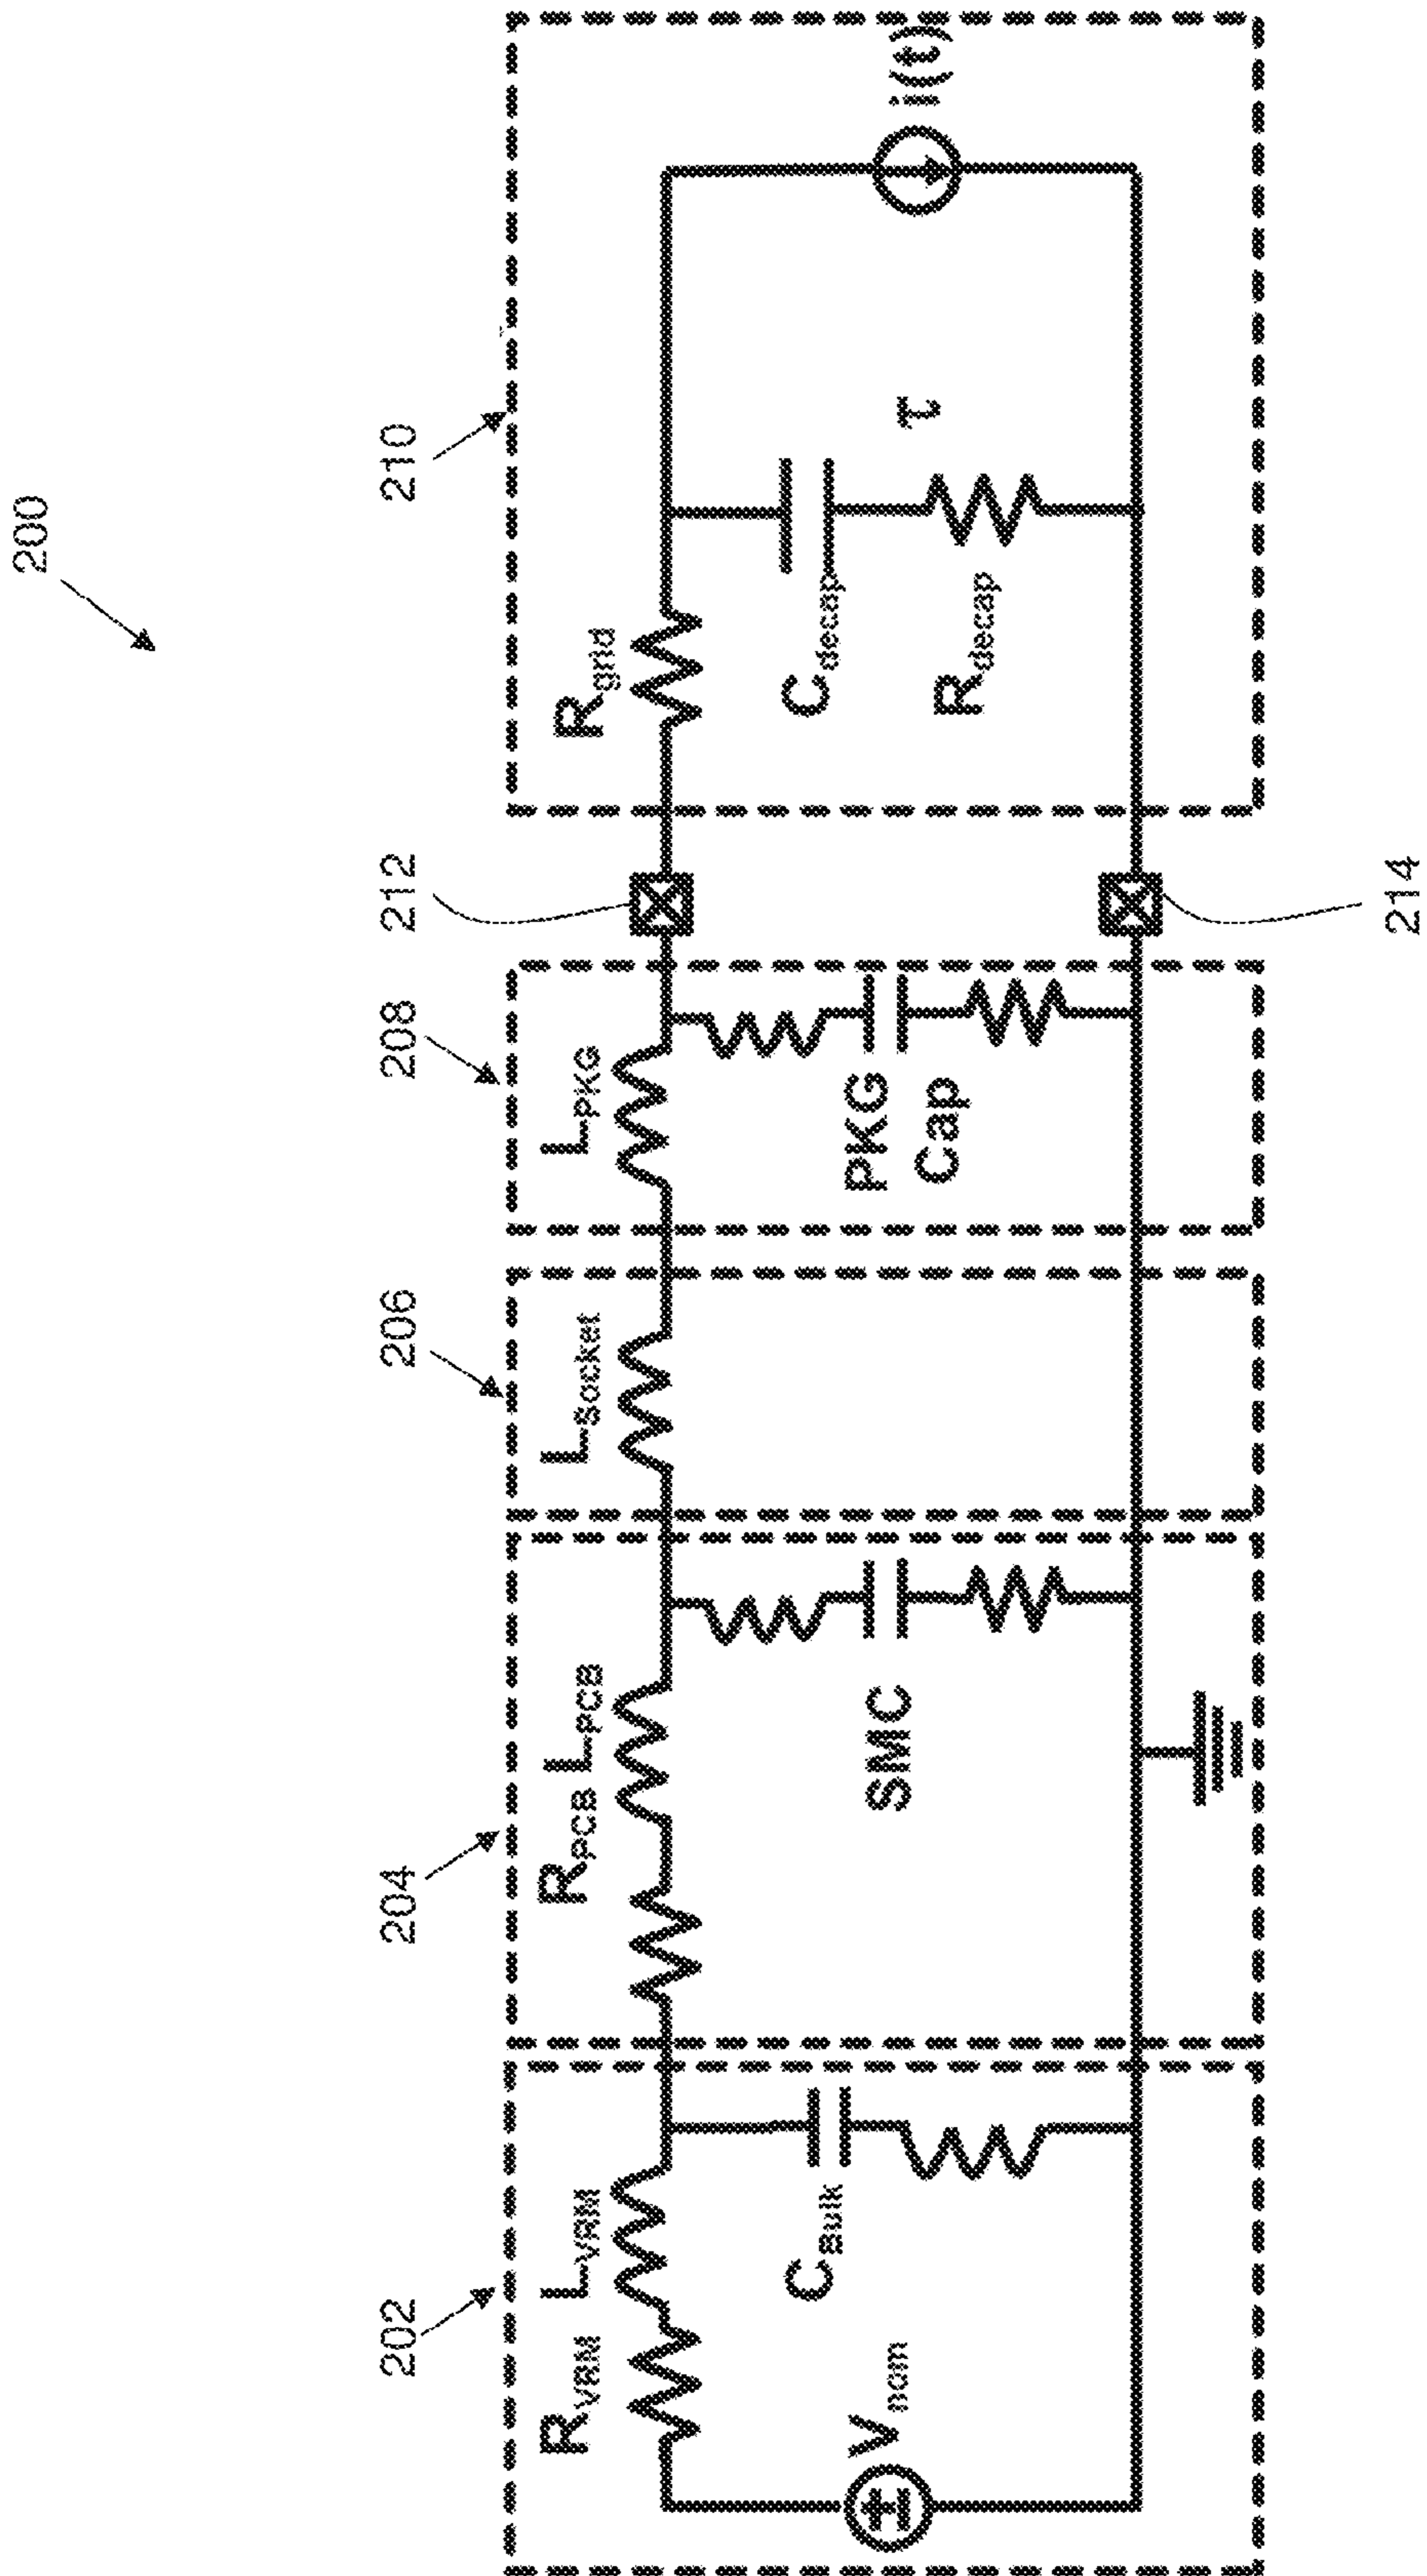 200
202
204
206
208
210
R_VRM L_VRM
R_PCB L_PCB
L_Socket
L_PKG
R_grid
V_nom
C_Bulk
SMC
PKG
Cap
C_decap
R_decap
τ
i(t)
212
214